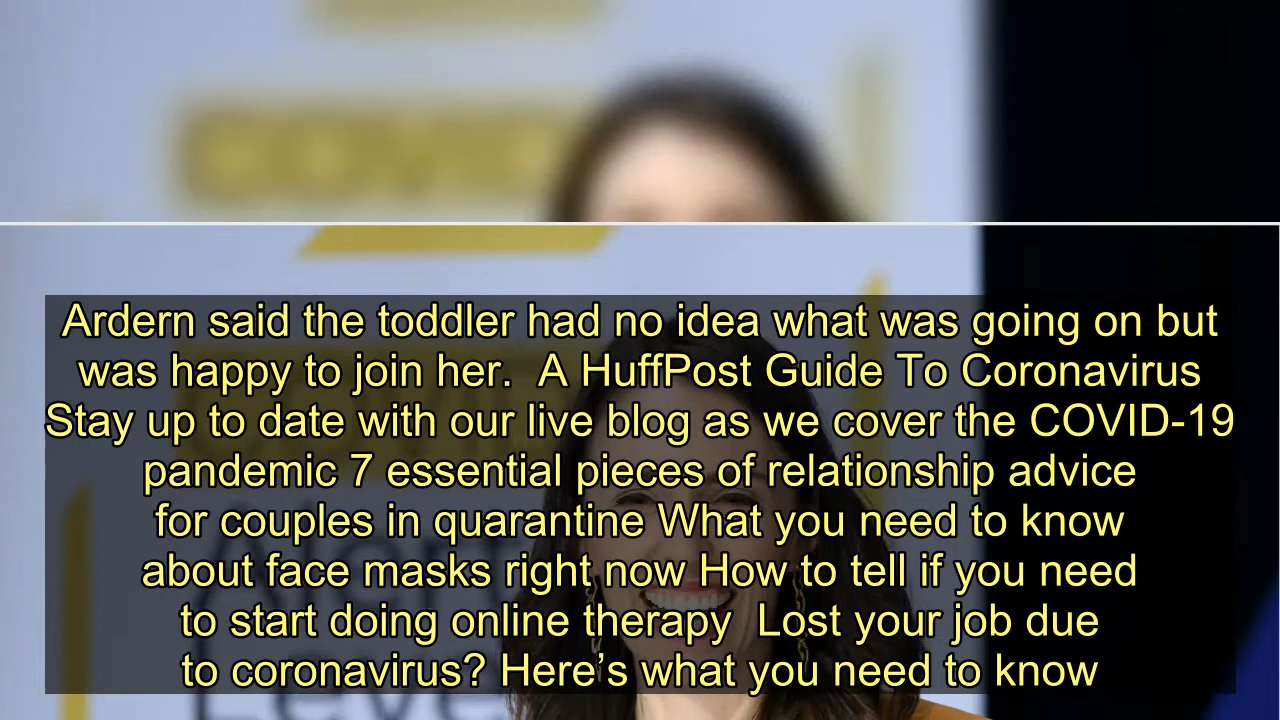 Ardern said the toddler had no idea what was going on but
was happy to join her.  A HuffPost Guide To Coronavirus
Stay up to date with our live blog as we cover the COVID-19
pandemic 7 essential pieces of relationship advice
for couples in quarantine What you need to know
about face masks right now How to tell if you need
to start doing online therapy  Lost your job due
to coronavirus? Here’s what you need to know